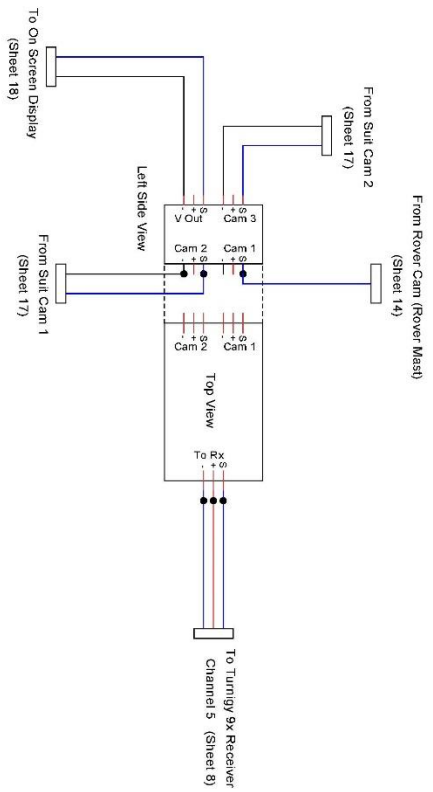 To On Screen Display
(Sheet 18)
From Suit Cam 2
(Sheet 17)
From Rover Cam (Rover Mast)
(Sheet 14)
Left Side View
- + S
- + S
V Out
Cam 3
Cam 2
Cam 1
- + S
- + S
From Suit Cam 1
(Sheet 17)
- + S
- + S
Cam 2
Cam 1
Top View
To Rx
- + S
To Turnigy 9x Receiver
Channel 5 (Sheet 8)